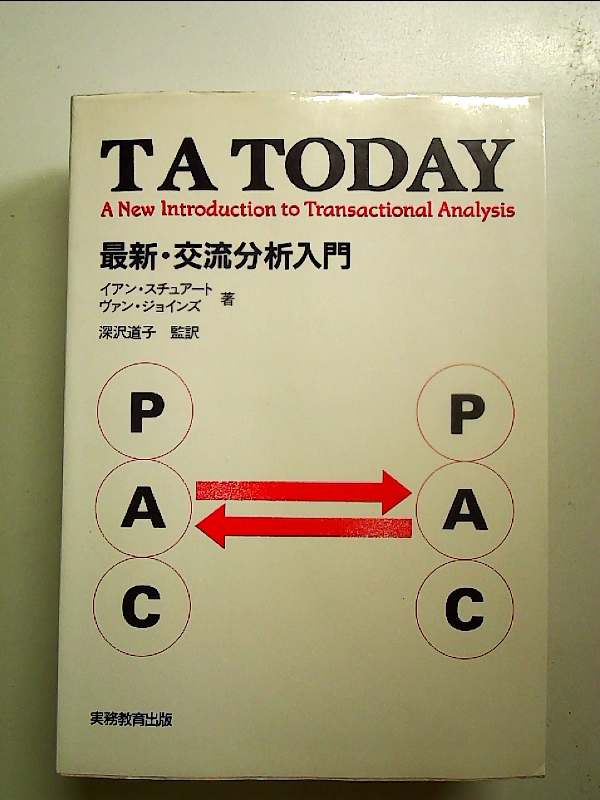 TA TODAY
A New Introduction to Transactional Analysis
最新・交流分析入門
イアン・スチュアート
ヴァン・ジョインズ 著
深沢道子 監訳
P P
A A
C C
実務教育出版